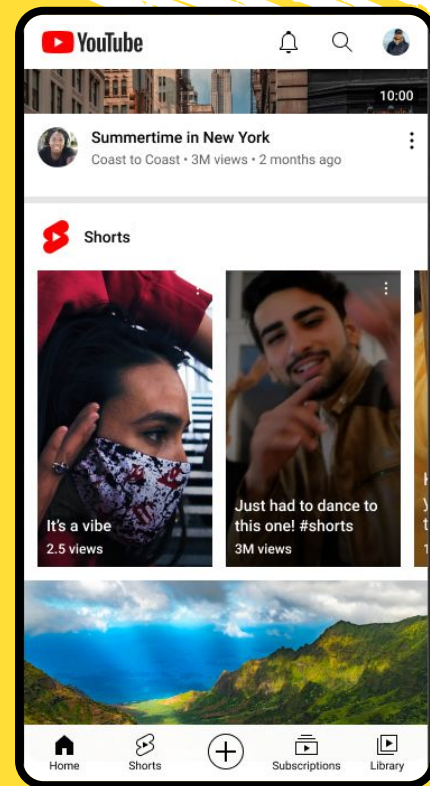 YouTube
10:00
Summertime in New York
Coast to Coast • 3M views • 2 months ago
Shorts
It's a vibe
2.5 views
Just had to dance to
this one! #shorts
3M views
Home
Shorts
Subscriptions
Library